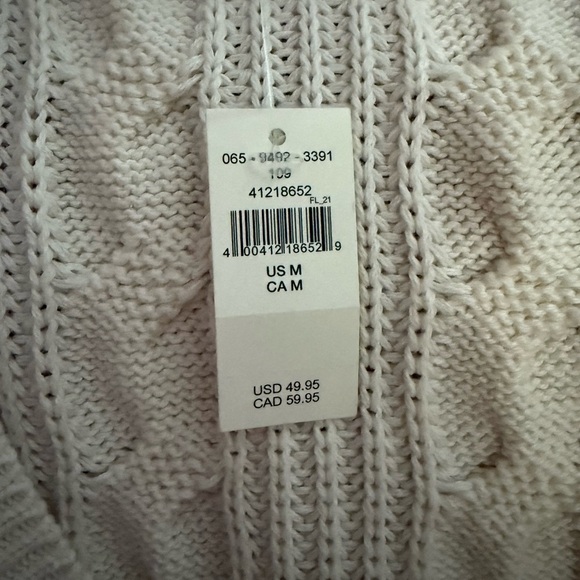 065 - 9492 - 3391
109
41218652
FL_21
4 00412 18652 9
US M
CA M
USD 49.95
CAD 59.95